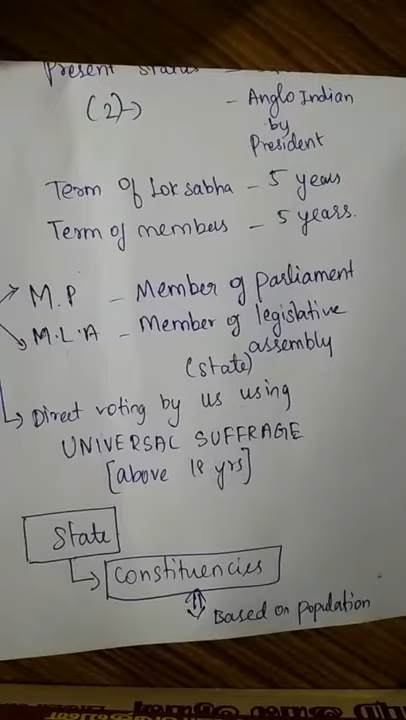 Present status -
(2)→ - Anglo Indian
by
President
Term of Lok sabha - 5 years
Term of members - 5 years.
M.P - Member of parliament
M.L.A - Member of legislative
assembly
(state)
Direct voting by us using
UNIVERSAL SUFFRAGE
[above 18 yrs]
State
Constituencies
Based on population